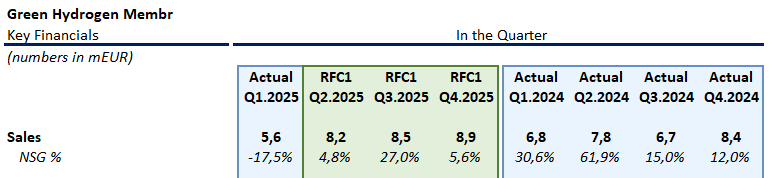 Green Hydrogen Membr
Key Financials In the Quarter
(numbers in mEUR)
Actual RFC1 RFC1 RFC1 Actual Actual Actual Actual
Q1.2025 Q2.2025 Q3.2025 Q4.2025 Q1.2024 Q2.2024 Q3.2024 Q4.2024
Sales 5,6 8,2 8,5 8,9 6,8 7,8 6,7 8,4
NSG % -17,5% 4,8% 27,0% 5,6% 30,6% 61,9% 15,0% 12,0%